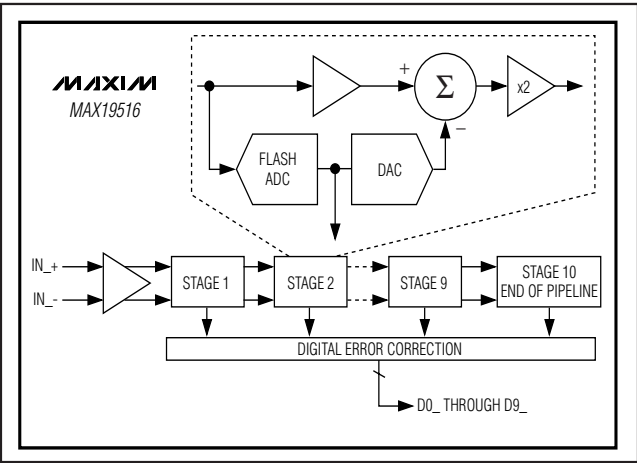 MAXIM
MAX19516
+
Σ
x2
−
FLASH
ADC
DAC
IN_+
IN_-
STAGE 1
STAGE 2
STAGE 9
STAGE 10
END OF PIPELINE
DIGITAL ERROR CORRECTION
D0_ THROUGH D9_